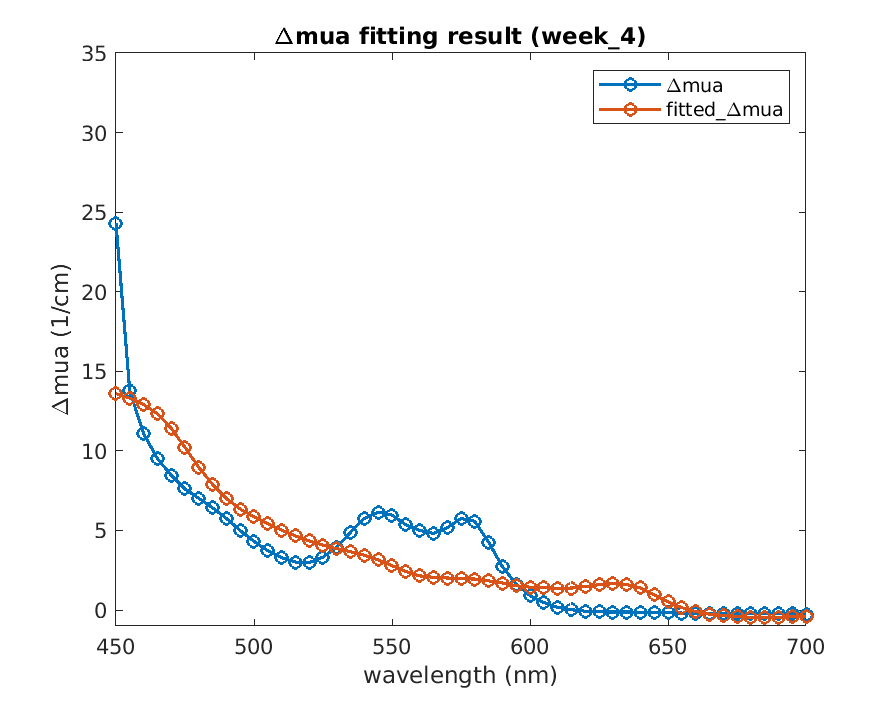 Δmua fitting result (week_4)
35
30
25
20
15
10
5
0
Δmua (1/cm)
Δmua
fitted_Δmua
450
500
550
600
650
700
wavelength (nm)